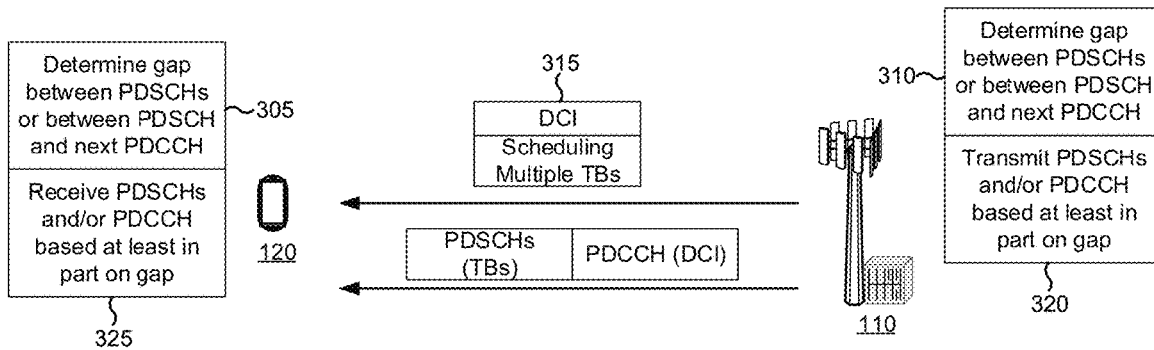 Determine gap
between PDSCHs
or between PDSCH
and next PDCCH
305
Receive PDSCHs
and/or PDCCH
based at least in
part on gap
325
120
315
DCI
Scheduling
Multiple TBs
PDSCHs
(TBs)
PDCCH (DCI)
110
310
Determine gap
between PDSCHs
or between PDSCH
and next PDCCH
Transmit PDSCHs
and/or PDCCH
based at least in
part on gap
320